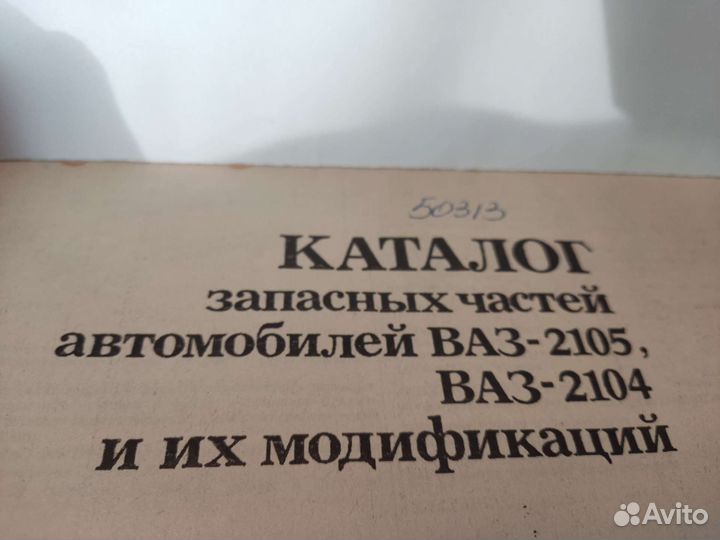 50313
КАТАЛОГ
запасных частей
автомобилей ВАЗ-2105,
ВАЗ-2104
и их модификаций
Avito